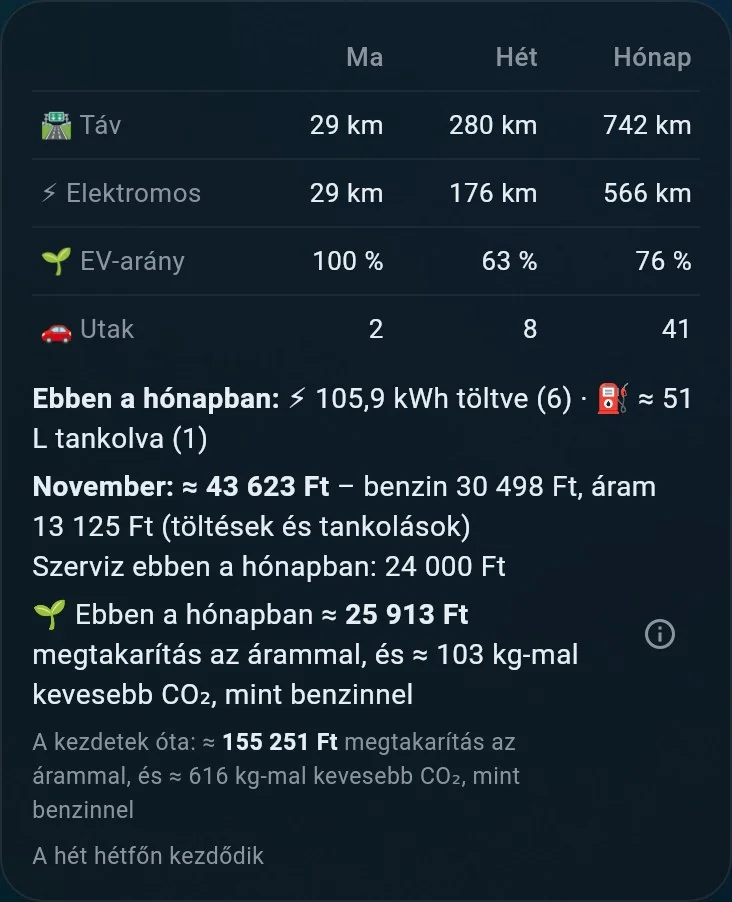 Ma Hét Hónap
🛣️ Táv 29 km 280 km 742 km
⚡ Elektromos 29 km 176 km 566 km
🌱 EV-arány 100 % 63 % 76 %
🚗 Utak 2 8 41
Ebben a hónapban: ⚡ 105,9 kWh töltve (6) · ⛽ ≈ 51
L tankolva (1)
November: ≈ 43 623 Ft – benzin 30 498 Ft, áram
13 125 Ft (töltések és tankolások)
Szerviz ebben a hónapban: 24 000 Ft
🌱 Ebben a hónapban ≈ 25 913 Ft
megtakarítás az árammal, és ≈ 103 kg-mal
kevesebb CO₂, mint benzinnel
A kezdetek óta: ≈ 155 251 Ft megtakarítás az
árammal, és ≈ 616 kg-mal kevesebb CO₂, mint
benzinnel
A hét hétfőn kezdődik